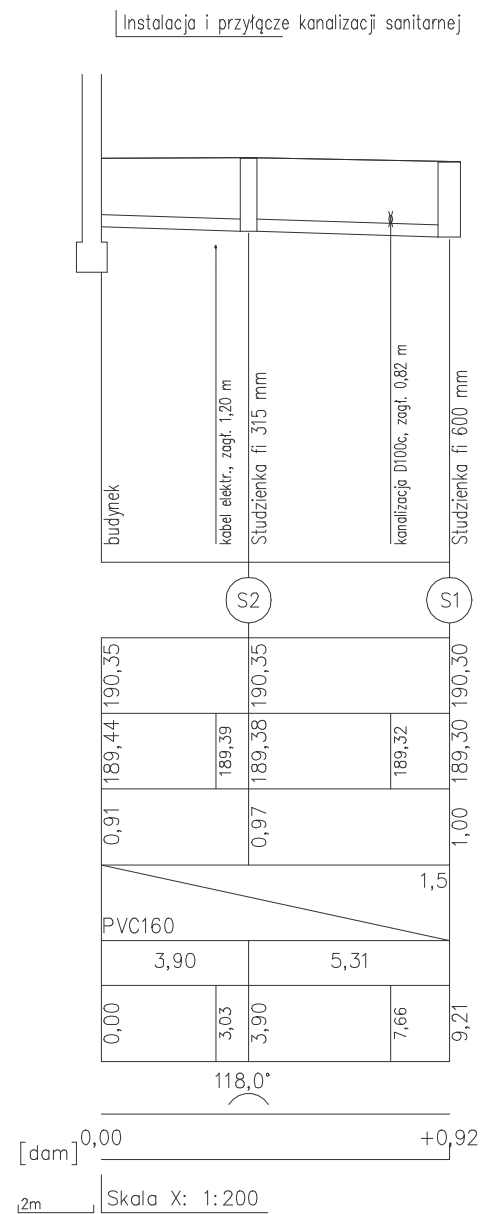 Instalacja i przyłącze kanalizacji sanitarnej
budynek
kabel elektr., zagł. 1,20 m
Studzienka fi 315 mm
kanalizacja D100c, zagł. 0,82 m
Studzienka fi 600 mm
S2
S1
190,35
190,35
190,30
189,44
189,39
189,38
189,32
189,30
0,91
0,97
1,00
1,5
PVC160
3,90
5,31
0,00
3,03
3,90
7,66
9,21
118,0°
[dam] 0,00 +0,92
2m
Skala X: 1:200